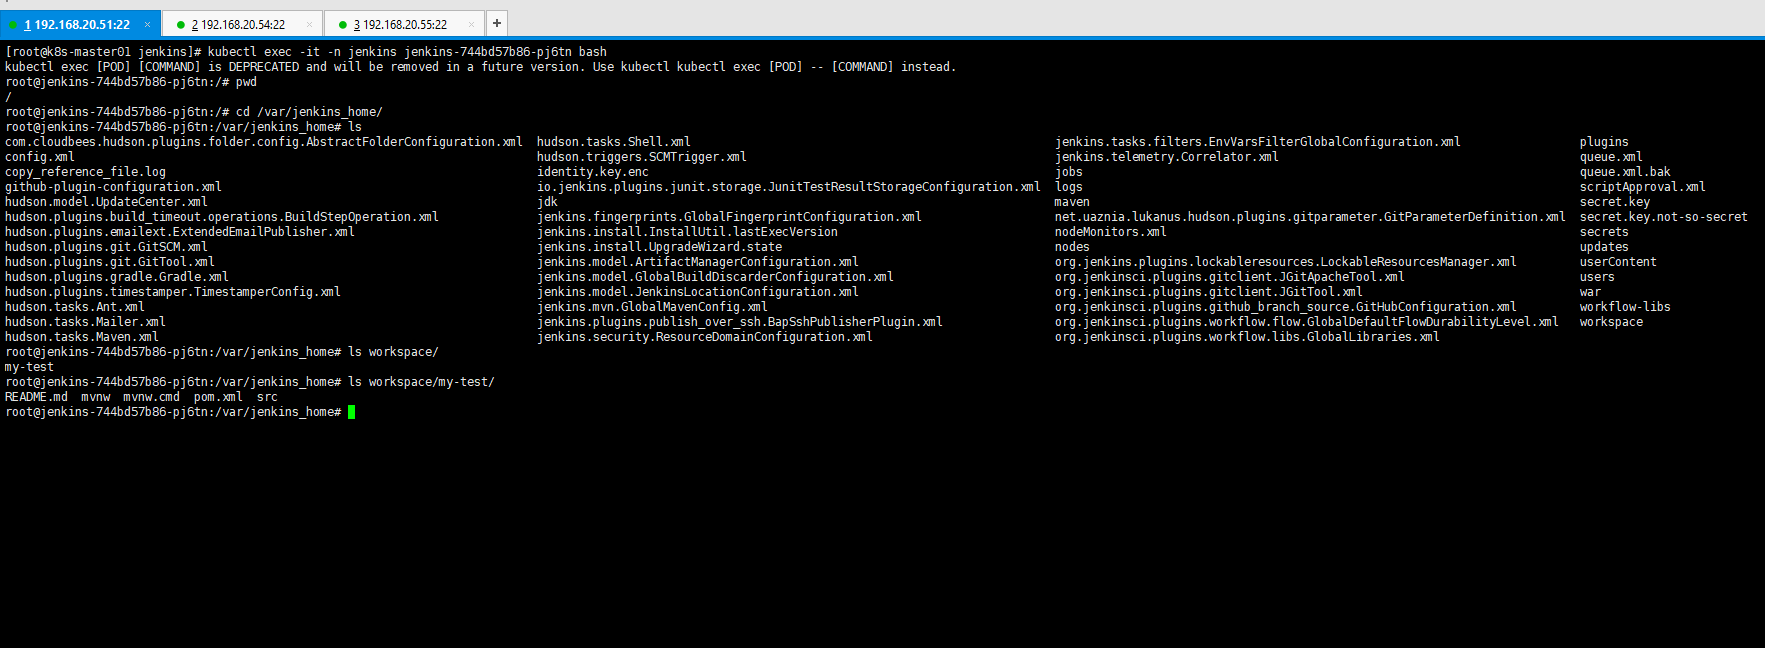 1 192.168.20.51:22 × 2 192.168.20.54:22 × 3 192.168.20.55:22 × +
[root@k8s-master01 jenkins]# kubectl exec -it -n jenkins jenkins-744bd57b86-pj6tn bash
kubectl exec [POD] [COMMAND] is DEPRECATED and will be removed in a future version. Use kubectl kubectl exec [POD] -- [COMMAND] instead.
root@jenkins-744bd57b86-pj6tn:/# pwd
/
root@jenkins-744bd57b86-pj6tn:/# cd /var/jenkins_home/
root@jenkins-744bd57b86-pj6tn:/var/jenkins_home# ls
com.cloudbees.hudson.plugins.folder.config.AbstractFolderConfiguration.xml hudson.tasks.Shell.xml jenkins.tasks.filters.EnvVarsFilterGlobalConfiguration.xml plugins
config.xml hudson.triggers.SCMTrigger.xml jenkins.telemetry.Correlator.xml queue.xml
copy_reference_file.log identity.key.enc jobs queue.xml.bak
github-plugin-configuration.xml io.jenkins.plugins.junit.storage.JunitTestResultStorageConfiguration.xml logs scriptApproval.xml
hudson.model.UpdateCenter.xml jdk maven secret.key
hudson.plugins.build_timeout.operations.BuildStepOperation.xml jenkins.fingerprints.GlobalFingerprintConfiguration.xml net.uaznia.lukanus.hudson.plugins.gitparameter.GitParameterDefinition.xml secret.key.not-so-secret
hudson.plugins.emailext.ExtendedEmailPublisher.xml jenkins.install.InstallUtil.lastExecVersion nodeMonitors.xml secrets
hudson.plugins.git.GitSCM.xml jenkins.install.UpgradeWizard.state nodes updates
hudson.plugins.git.GitTool.xml jenkins.model.ArtifactManagerConfiguration.xml org.jenkins.plugins.lockableresources.LockableResourcesManager.xml userContent
hudson.plugins.gradle.Gradle.xml jenkins.model.GlobalBuildDiscarderConfiguration.xml org.jenkinsci.plugins.gitclient.JGitApacheTool.xml users
hudson.plugins.timestamper.TimestamperConfig.xml jenkins.model.JenkinsLocationConfiguration.xml org.jenkinsci.plugins.gitclient.JGitTool.xml war
hudson.tasks.Ant.xml jenkins.mvn.GlobalMavenConfig.xml org.jenkinsci.plugins.github_branch_source.GitHubConfiguration.xml workflow-libs
hudson.tasks.Mailer.xml jenkins.plugins.publish_over_ssh.BapSshPublisherPlugin.xml org.jenkinsci.plugins.workflow.flow.GlobalDefaultFlowDurabilityLevel.xml workspace
hudson.tasks.Maven.xml jenkins.security.ResourceDomainConfiguration.xml org.jenkinsci.plugins.workflow.libs.GlobalLibraries.xml
root@jenkins-744bd57b86-pj6tn:/var/jenkins_home# ls workspace/
my-test
root@jenkins-744bd57b86-pj6tn:/var/jenkins_home# ls workspace/my-test/
README.md mvnw mvnw.cmd pom.xml src
root@jenkins-744bd57b86-pj6tn:/var/jenkins_home#